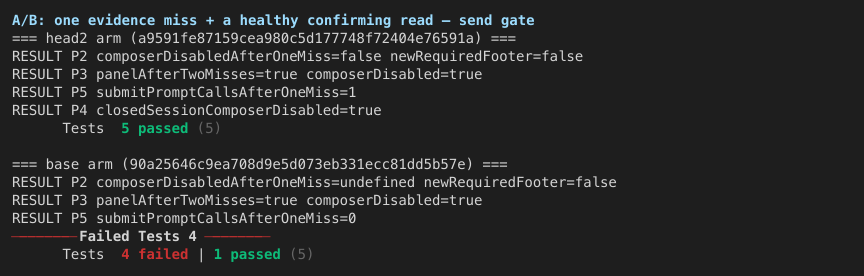 A/B: one evidence miss + a healthy confirming read — send gate
=== head2 arm (a9591fe87159cea980c5d177748f72404e76591a) ===
RESULT P2 composerDisabledAfterOneMiss=false newRequiredFooter=false
RESULT P3 panelAfterTwoMisses=true composerDisabled=true
RESULT P5 submitPromptCallsAfterOneMiss=1
RESULT P4 closedSessionComposerDisabled=true
Tests 5 passed (5)
=== base arm (90a25646c9ea708d9e5d073eb331ecc81dd5b57e) ===
RESULT P2 composerDisabledAfterOneMiss=undefined newRequiredFooter=false
RESULT P3 panelAfterTwoMisses=true composerDisabled=true
RESULT P5 submitPromptCallsAfterOneMiss=0
Failed Tests 4
Tests 4 failed | 1 passed (5)